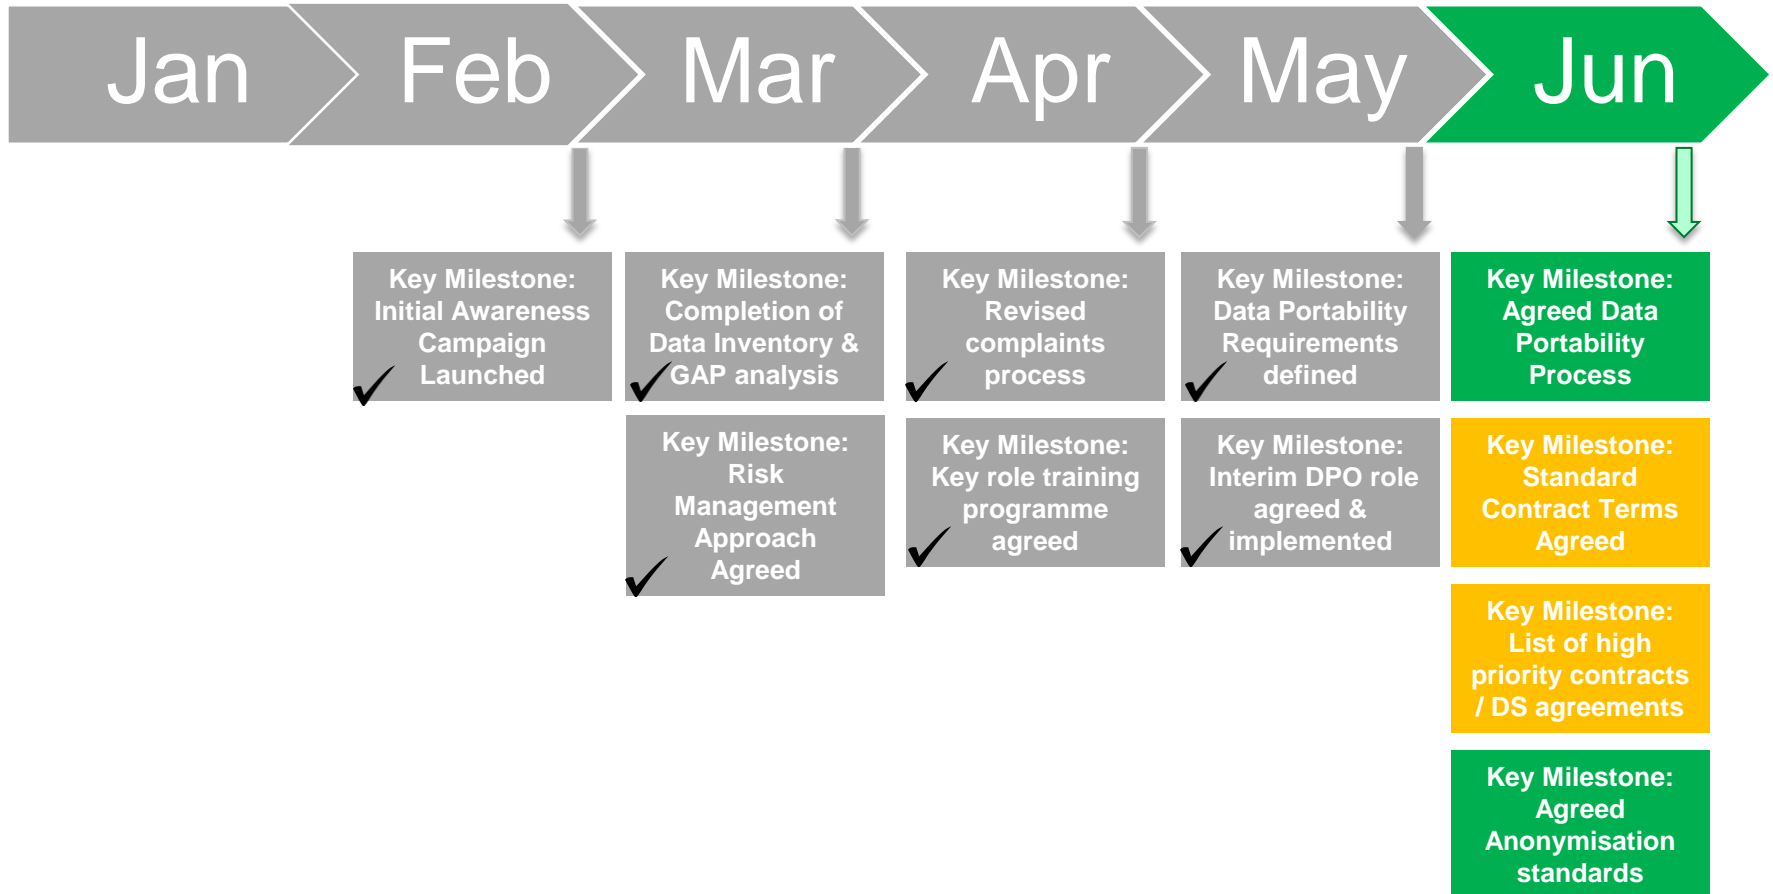 Jan
Feb
Mar
Apr
May
Jun
Key Milestone:
Initial Awareness
Campaign
Launched
Key Milestone:
Completion of
Data Inventory &
GAP analysis
Key Milestone:
Risk
Management
Approach
Agreed
Key Milestone:
Revised
complaints
process
Key Milestone:
Key role training
programme
agreed
Key Milestone:
Data Portability
Requirements
defined
Key Milestone:
Interim DPO role
agreed &
implemented
Key Milestone:
Agreed Data
Portability
Process
Key Milestone:
Standard
Contract Terms
Agreed
Key Milestone:
List of high
priority contracts
/ DS agreements
Key Milestone:
Agreed
Anonymisation
standards